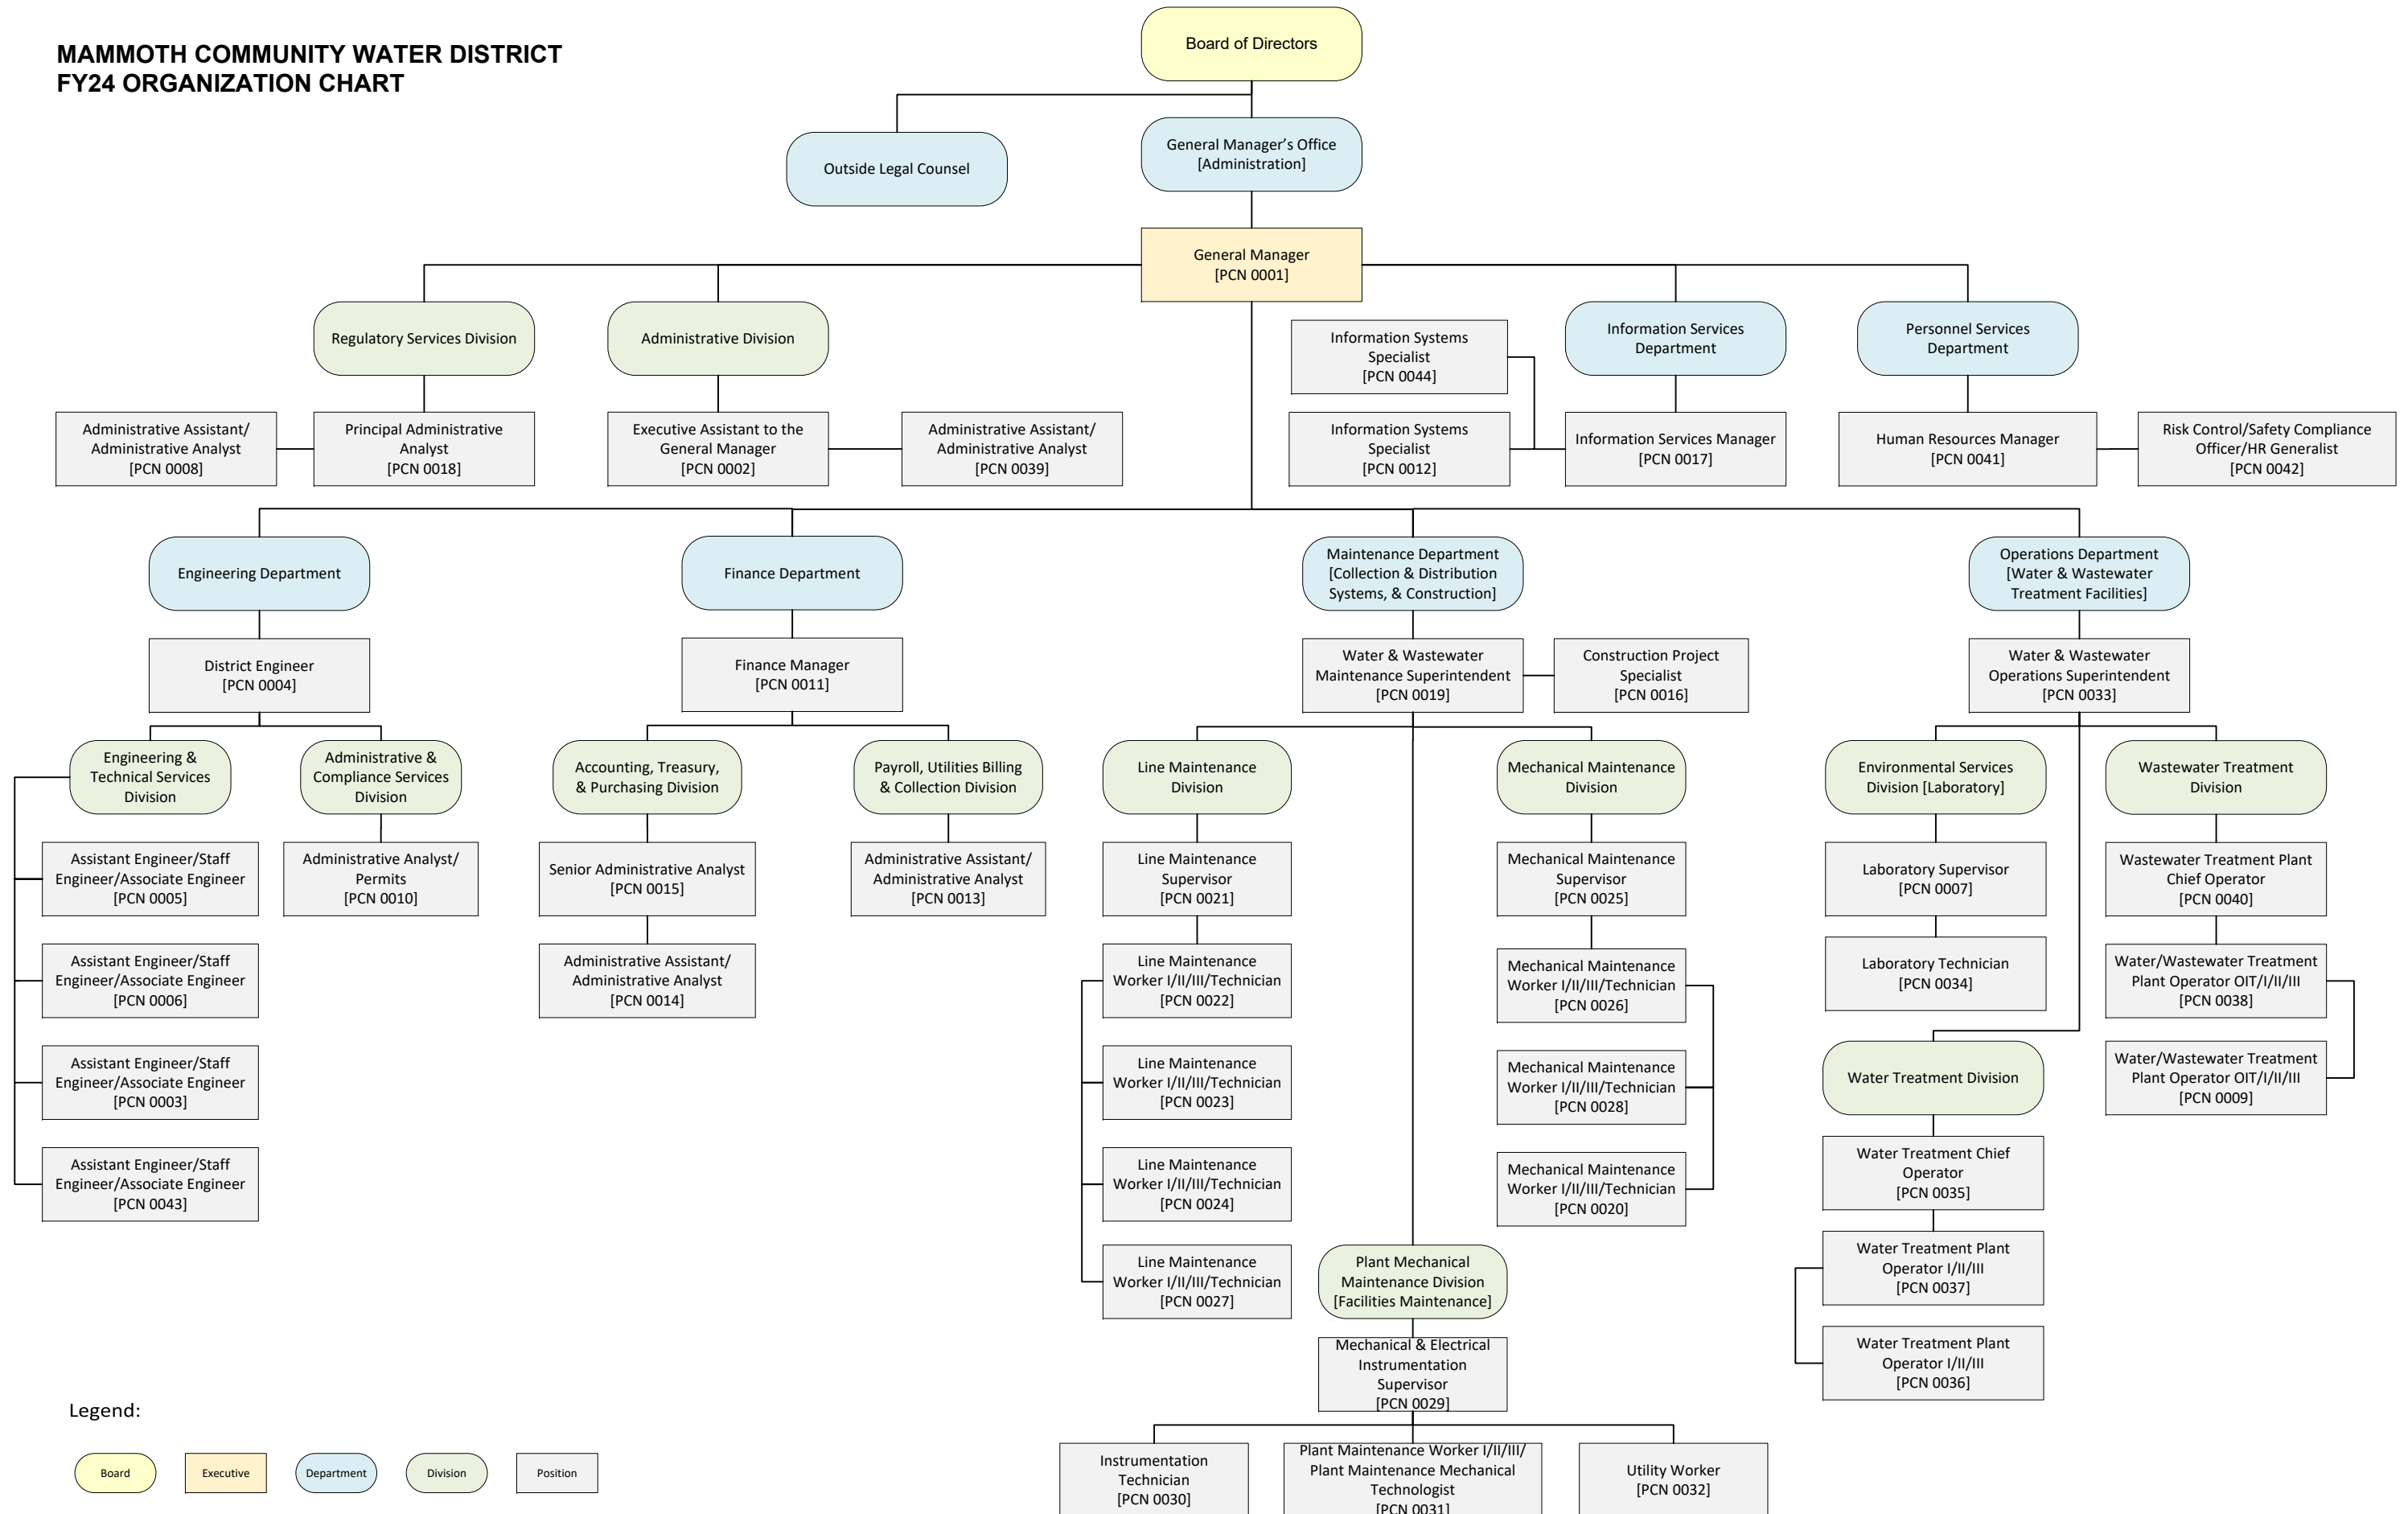 MAMMOTH COMMUNITY WATER DISTRICT
FY24 ORGANIZATION CHART
Board of Directors
Outside Legal Counsel
General Manager's Office
[Administration]
General Manager
[PCN 0001]
Regulatory Services Division
Administrative Division
Information Systems
Specialist
[PCN 0044]
Information Services
Department
Personnel Services
Department
Administrative Assistant/
Administrative Analyst
[PCN 0008]
Principal Administrative
Analyst
[PCN 0018]
Executive Assistant to the
General Manager
[PCN 0002]
Administrative Assistant/
Administrative Analyst
[PCN 0039]
Information Systems
Specialist
[PCN 0012]
Information Services Manager
[PCN 0017]
Human Resources Manager
[PCN 0041]
Risk Control/Safety Compliance
Officer/HR Generalist
[PCN 0042]
Engineering Department
Finance Department
Maintenance Department
[Collection & Distribution
Systems, & Construction]
Operations Department
[Water & Wastewater
Treatment Facilities]
District Engineer
[PCN 0004]
Finance Manager
[PCN 0011]
Water & Wastewater
Maintenance Superintendent
[PCN 0019]
Construction Project
Specialist
[PCN 0016]
Water & Wastewater
Operations Superintendent
[PCN 0033]
Engineering &
Technical Services
Division
Administrative &
Compliance Services
Division
Accounting, Treasury,
& Purchasing Division
Payroll, Utilities Billing
& Collection Division
Line Maintenance
Division
Mechanical Maintenance
Division
Environmental Services
Division [Laboratory]
Wastewater Treatment
Division
Assistant Engineer/Staff
Engineer/Associate Engineer
[PCN 0005]
Administrative Analyst/
Permits
[PCN 0010]
Senior Administrative Analyst
[PCN 0015]
Administrative Assistant/
Administrative Analyst
[PCN 0013]
Line Maintenance
Supervisor
[PCN 0021]
Mechanical Maintenance
Supervisor
[PCN 0025]
Laboratory Supervisor
[PCN 0007]
Wastewater Treatment Plant
Chief Operator
[PCN 0040]
Assistant Engineer/Staff
Engineer/Associate Engineer
[PCN 0006]
Administrative Assistant/
Administrative Analyst
[PCN 0014]
Line Maintenance
Worker I/II/III/Technician
[PCN 0022]
Mechanical Maintenance
Worker I/II/III/Technician
[PCN 0026]
Laboratory Technician
[PCN 0034]
Water/Wastewater Treatment
Plant Operator OIT/I/II/III
[PCN 0038]
Assistant Engineer/Staff
Engineer/Associate Engineer
[PCN 0003]
Line Maintenance
Worker I/II/III/Technician
[PCN 0023]
Mechanical Maintenance
Worker I/II/III/Technician
[PCN 0028]
Water Treatment Division
Water/Wastewater Treatment
Plant Operator OIT/I/II/III
[PCN 0009]
Assistant Engineer/Staff
Engineer/Associate Engineer
[PCN 0043]
Line Maintenance
Worker I/II/III/Technician
[PCN 0024]
Mechanical Maintenance
Worker I/II/III/Technician
[PCN 0020]
Water Treatment Chief
Operator
[PCN 0035]
Line Maintenance
Worker I/II/III/Technician
[PCN 0027]
Plant Mechanical
Maintenance Division
[Facilities Maintenance]
Water Treatment Plant
Operator I/II/III
[PCN 0037]
Mechanical & Electrical
Instrumentation
Supervisor
[PCN 0029]
Water Treatment Plant
Operator I/II/III
[PCN 0036]
Instrumentation
Technician
[PCN 0030]
Plant Maintenance Worker I/II/III/
Plant Maintenance Mechanical
Technologist
[PCN 0031]
Utility Worker
[PCN 0032]
Legend:
Board
Executive
Department
Division
Position